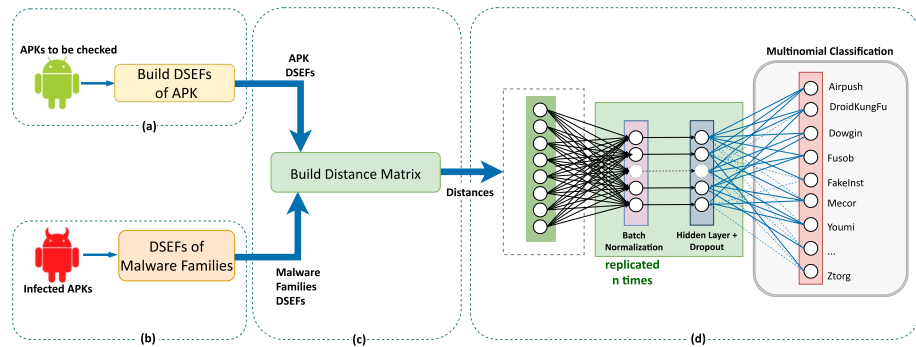 APKs to be checked
Build DSEFs
of APK
(a)
Infected APKs
DSEFs of
Malware Families
(b)
APK
DSEFs
Build Distance Matrix
Malware
Families
DSEFs
(c)
Distances
Batch
Normalization
Hidden Layer +
Dropout
replicated
n times
Multinomial Classification
Airpush
DroidKungFu
Dowgin
Fusob
FakeInst
Mecor
Youmi
...
Ztorg
(d)